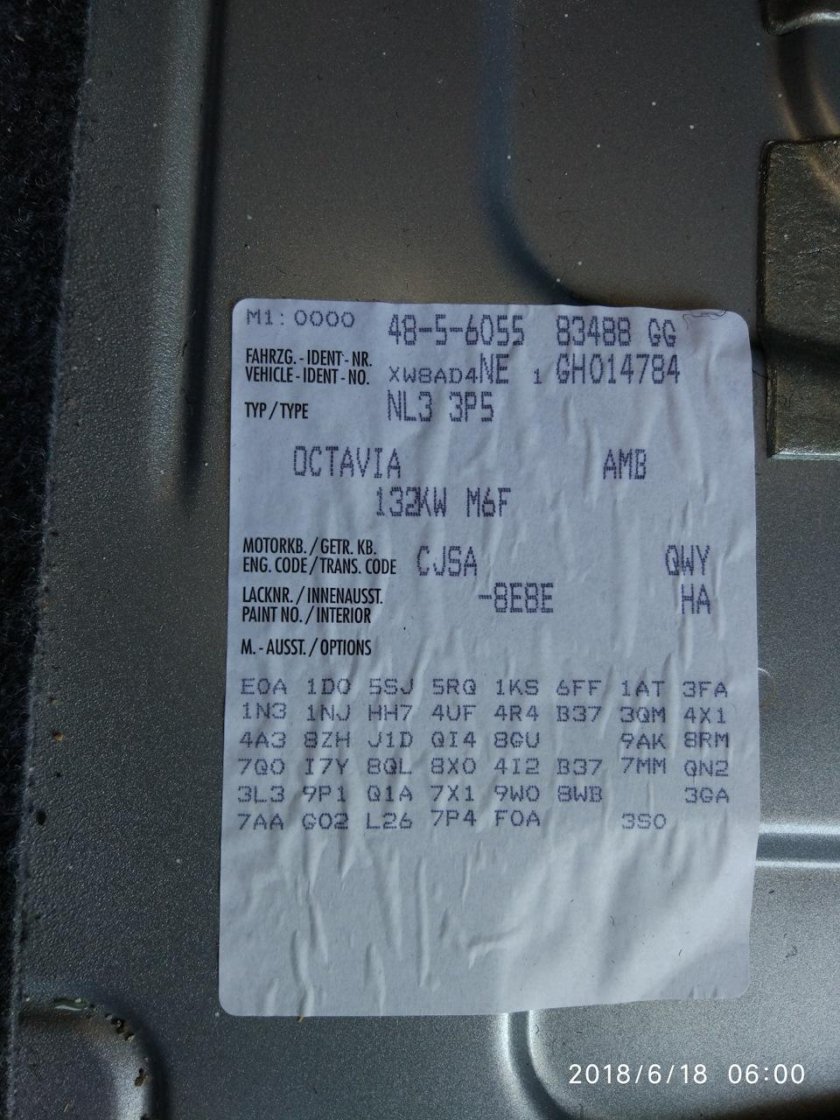 M1: 0000 48-5-6055 83488 GG
FAHRZG. - IDENT - NR.
VEHICLE - IDENT - NO. XW8AD4NE 1 GH014784
TYP / TYPE NL3 3P5
OCTAVIA AMB
132KW M6F
MOTORKB. / GETR. KB.
ENG. CODE / TRANS. CODE CJSA QWY
LACKNR. / INNENAUSST.
PAINT NO. / INTERIOR -8E8E HA
M. - AUSST. / OPTIONS
E0A 1D0 5SJ 5RQ 1KS 6FF 1AT 3FA
1N3 1NJ HH7 4UF 4R4 B37 3QM 4X1
4A3 8ZH J1D QI4 8GU 9AK 8RM
7Q0 I7Y 8QL 8X0 4I2 B37 7MM QN2
3L3 9P1 Q1A 7X1 9W0 8WB 3GA
7AA G02 L26 7P4 F0A 3S0
2018/6/18 06:00